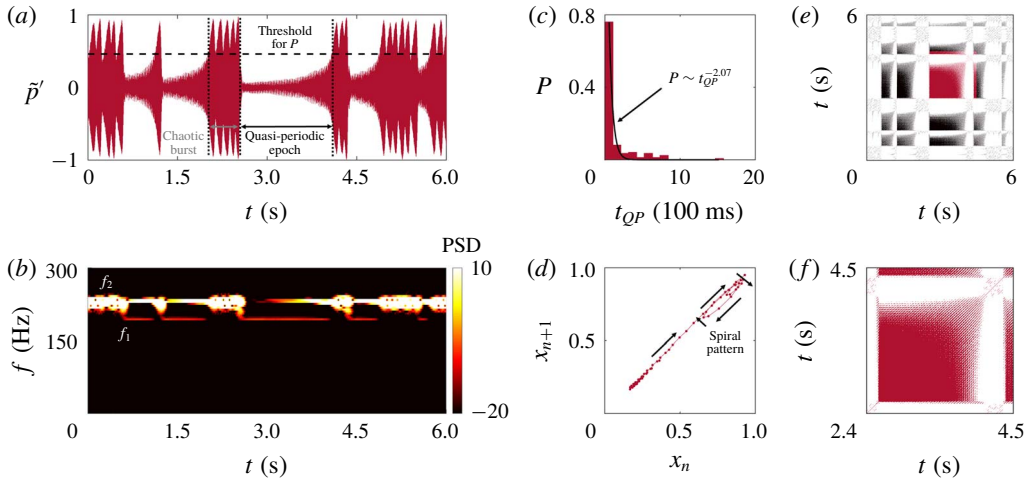 (a)
1
Threshold
for P
p̃′
0
Chaotic
burst
Quasi-periodic
epoch
−1
0 1.5 3.0 4.5 6.0
t (s)
(b)
PSD
300
10
f2
f (Hz)
150
f1
−20
0
0 1.5 3.0 4.5 6.0
t (s)
(c)
0.8
P ∼ t_QP^−2.07
P
0.4
0 10 20
t_QP (100 ms)
(d)
1.0
x_n+1
0.5
Spiral
pattern
0 0.5 1.0
x_n
(e)
6
t (s)
0 6
t (s)
(f)
4.5
t (s)
2.4 4.5
t (s)